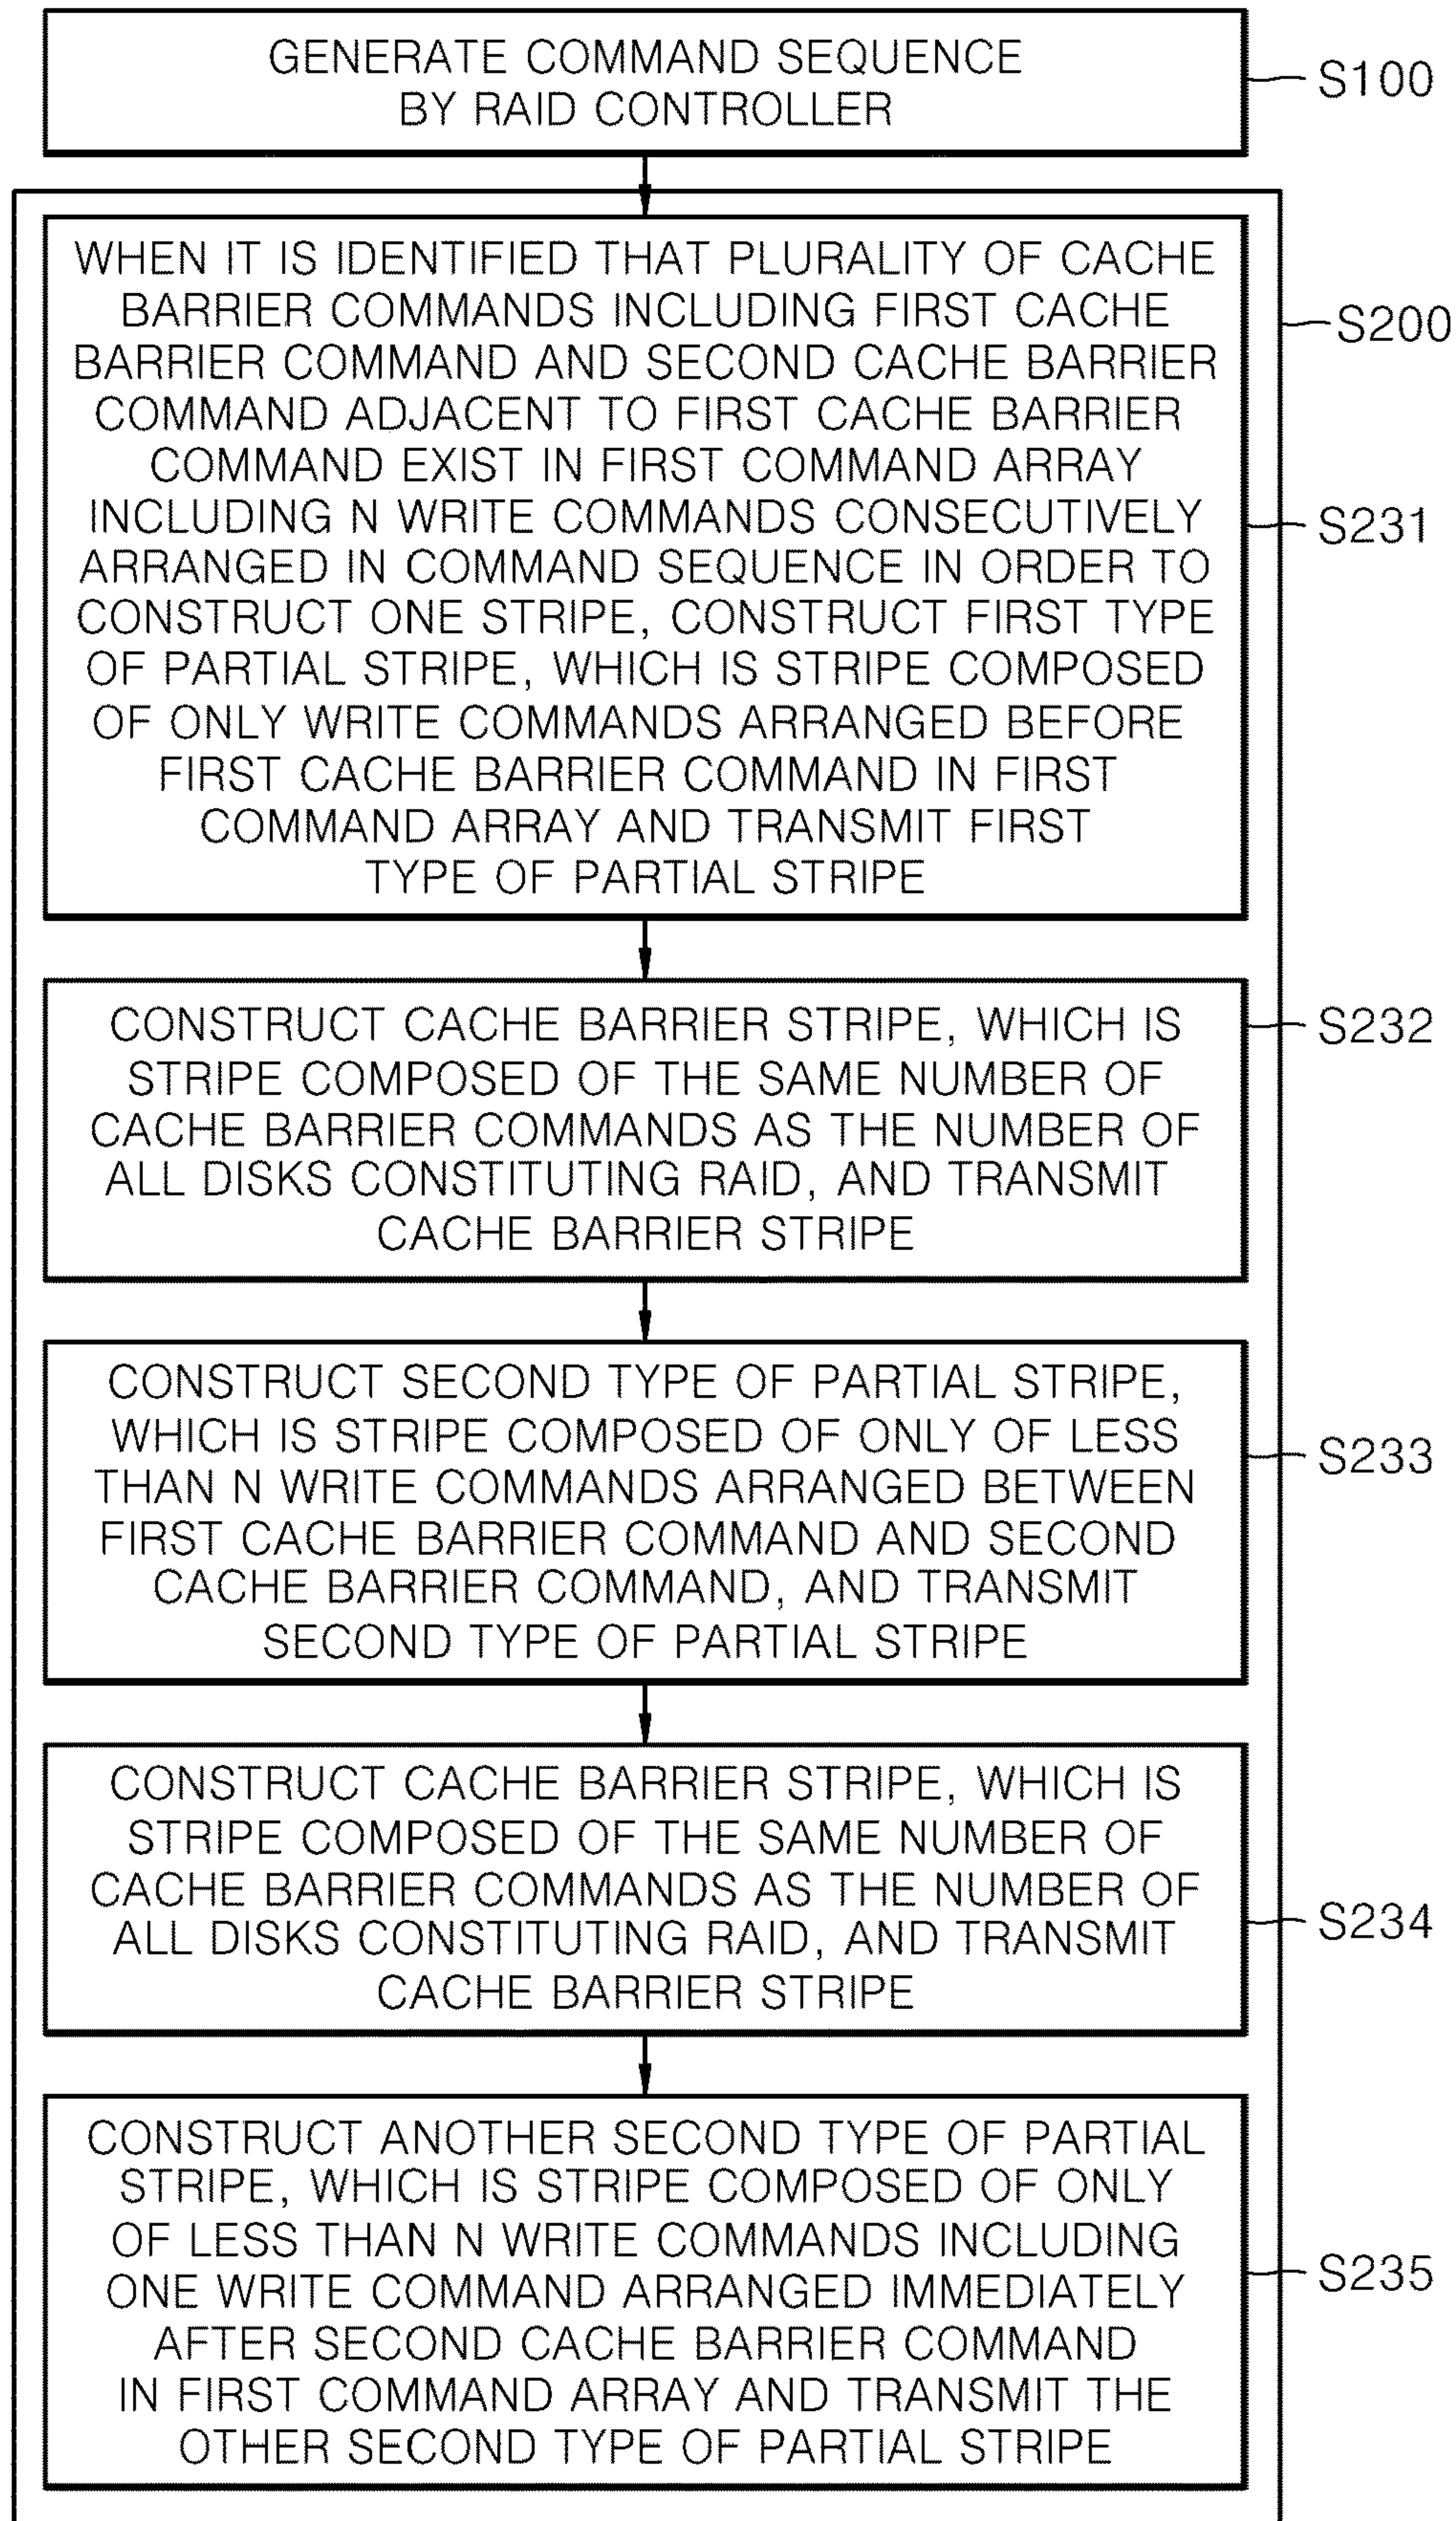 GENERATE COMMAND SEQUENCE
BY RAID CONTROLLER
S100
WHEN IT IS IDENTIFIED THAT PLURALITY OF CACHE
BARRIER COMMANDS INCLUDING FIRST CACHE
BARRIER COMMAND AND SECOND CACHE BARRIER
COMMAND ADJACENT TO FIRST CACHE BARRIER
COMMAND EXIST IN FIRST COMMAND ARRAY
INCLUDING N WRITE COMMANDS CONSECUTIVELY
ARRANGED IN COMMAND SEQUENCE IN ORDER TO
CONSTRUCT ONE STRIPE, CONSTRUCT FIRST TYPE
OF PARTIAL STRIPE, WHICH IS STRIPE COMPOSED
OF ONLY WRITE COMMANDS ARRANGED BEFORE
FIRST CACHE BARRIER COMMAND IN FIRST
COMMAND ARRAY AND TRANSMIT FIRST
TYPE OF PARTIAL STRIPE
S200
S231
CONSTRUCT CACHE BARRIER STRIPE, WHICH IS
STRIPE COMPOSED OF THE SAME NUMBER OF
CACHE BARRIER COMMANDS AS THE NUMBER OF
ALL DISKS CONSTITUTING RAID, AND TRANSMIT
CACHE BARRIER STRIPE
S232
CONSTRUCT SECOND TYPE OF PARTIAL STRIPE,
WHICH IS STRIPE COMPOSED OF ONLY OF LESS
THAN N WRITE COMMANDS ARRANGED BETWEEN
FIRST CACHE BARRIER COMMAND AND SECOND
CACHE BARRIER COMMAND, AND TRANSMIT
SECOND TYPE OF PARTIAL STRIPE
S233
CONSTRUCT CACHE BARRIER STRIPE, WHICH IS
STRIPE COMPOSED OF THE SAME NUMBER OF
CACHE BARRIER COMMANDS AS THE NUMBER OF
ALL DISKS CONSTITUTING RAID, AND TRANSMIT
CACHE BARRIER STRIPE
S234
CONSTRUCT ANOTHER SECOND TYPE OF PARTIAL
STRIPE, WHICH IS STRIPE COMPOSED OF ONLY
OF LESS THAN N WRITE COMMANDS INCLUDING
ONE WRITE COMMAND ARRANGED IMMEDIATELY
AFTER SECOND CACHE BARRIER COMMAND
IN FIRST COMMAND ARRAY AND TRANSMIT THE
OTHER SECOND TYPE OF PARTIAL STRIPE
S235